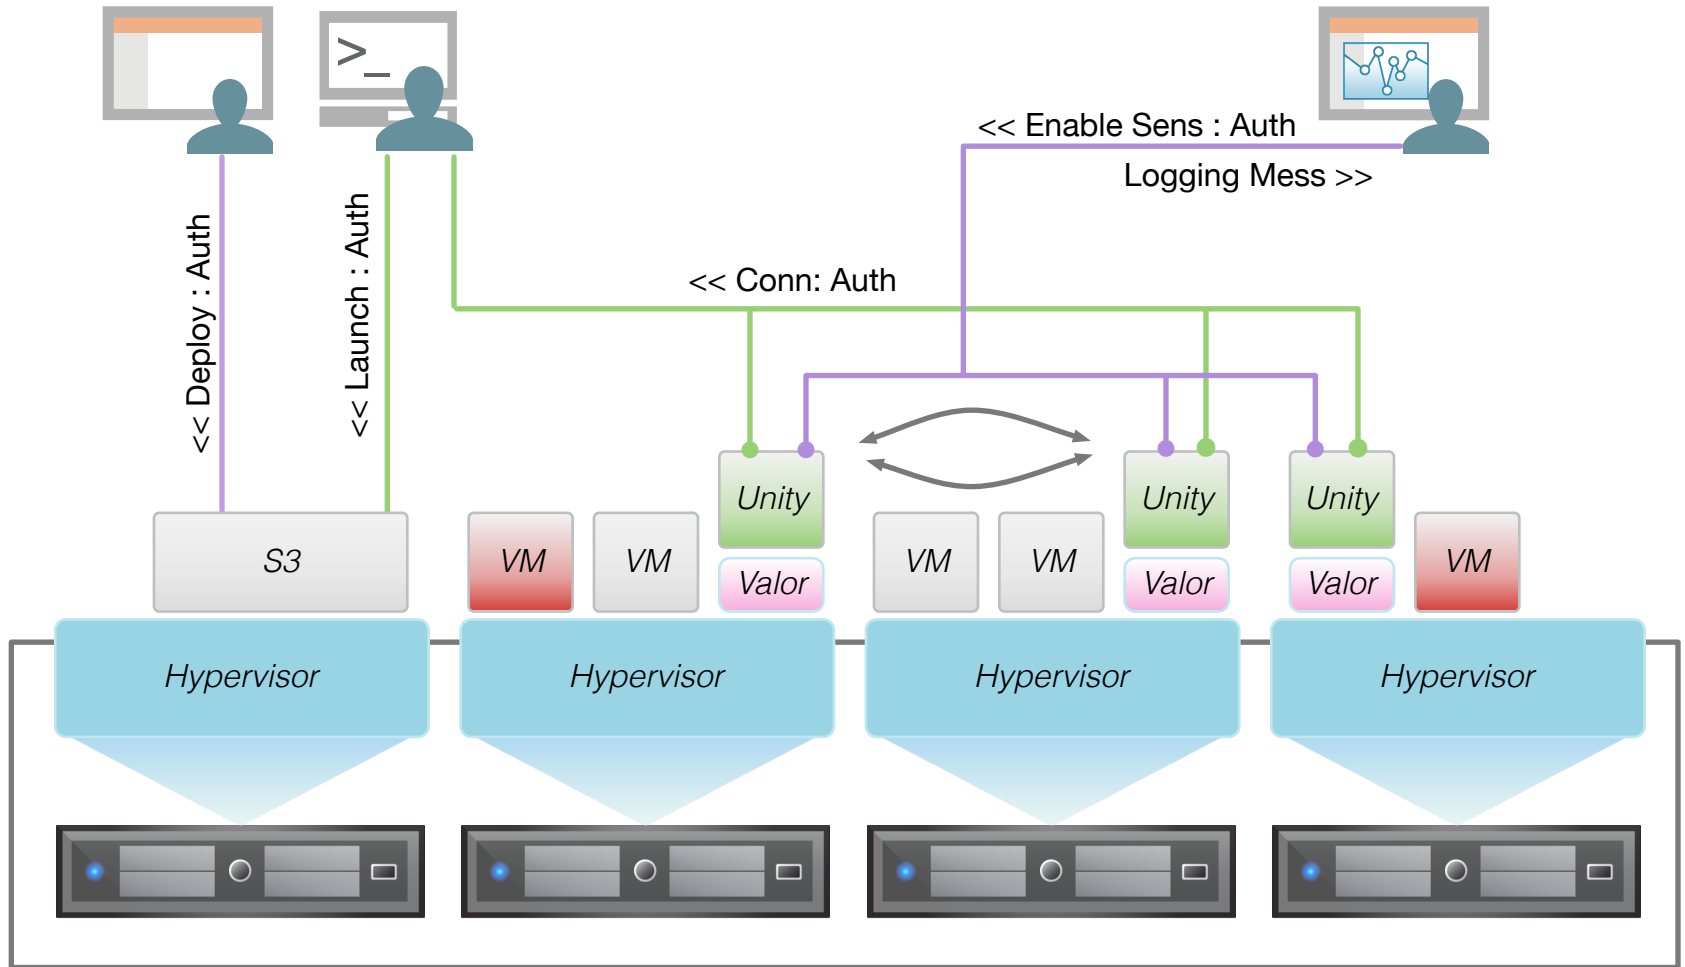 >_
<< Enable Sens : Auth
Logging Mess >>
<< Deploy : Auth
<< Launch : Auth
<< Conn: Auth
Unity
Unity
Unity
S3
VM
VM
Valor
VM
VM
Valor
Valor
VM
Hypervisor
Hypervisor
Hypervisor
Hypervisor